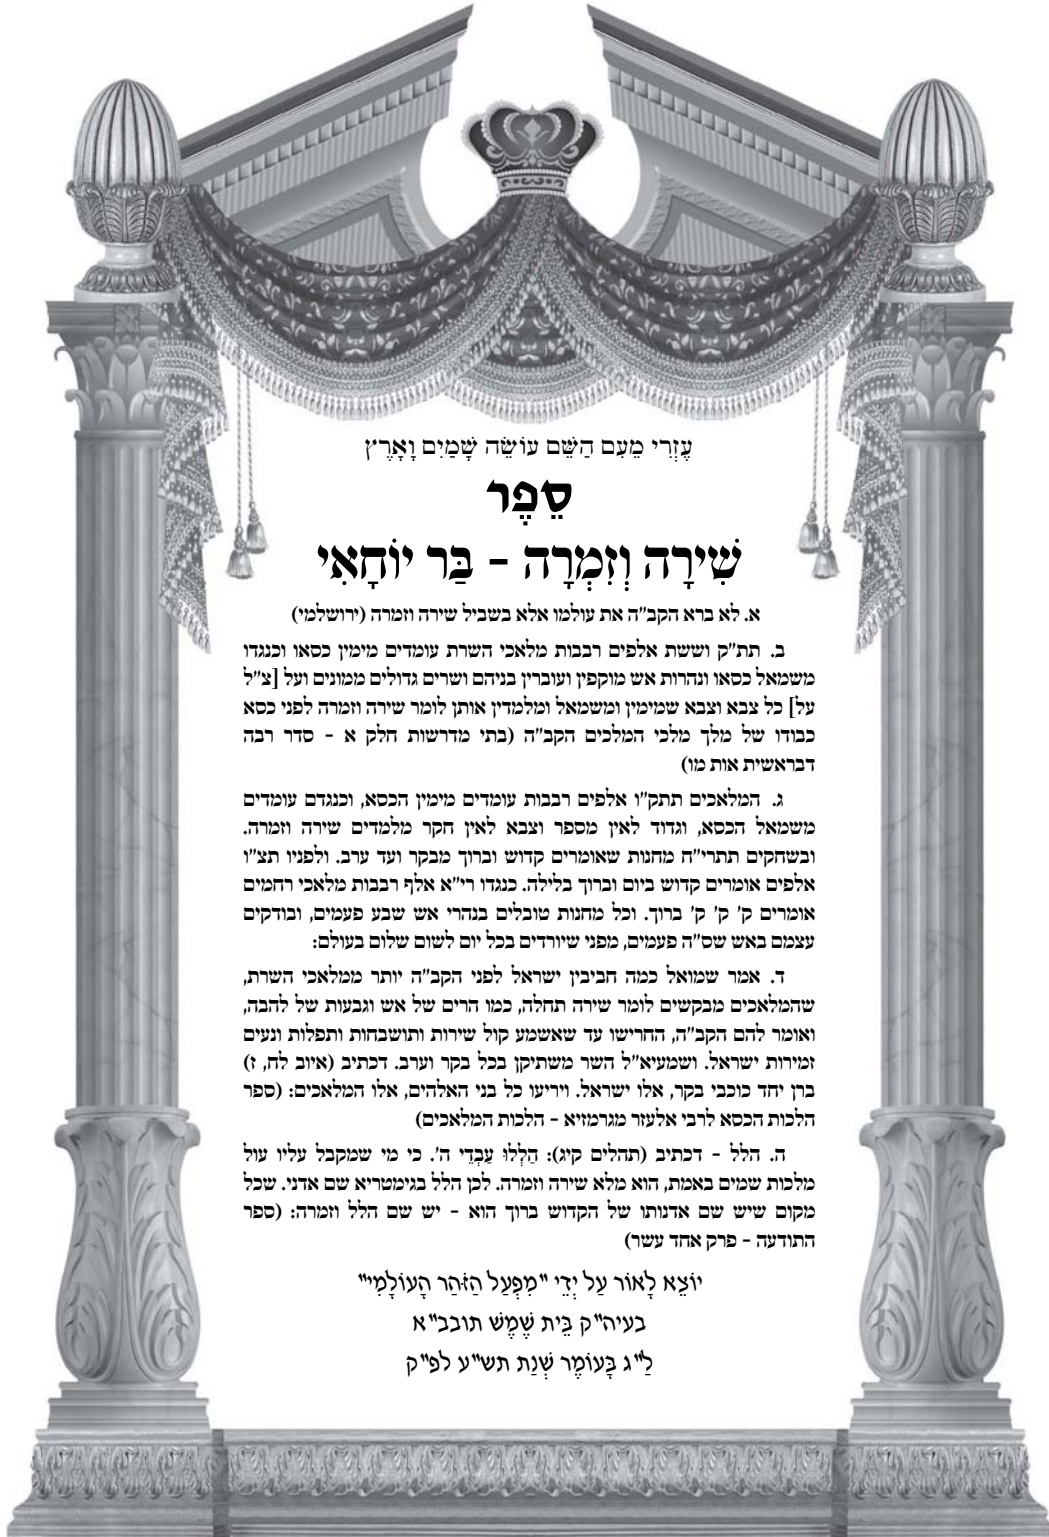 עֶזְרִי מֵעִם הַשֵּׁם עוֹשֵׂה שָׁמַיִם וָאָרֶץ
סֵפֶר
שִׁירָה וְזִמְרָה - בַּר יוֹחָאִי
א. לא ברא הקב"ה את עולמו אלא בשביל שירה וזמרה (ירושלמי)
ב. תת"ק וששת אלפים רבבות מלאכי השרת עומדים מימין כסאו וכנגדו
משמאל כסאו ונהרות אש מוקפין ועוברין בניהם ושרים גדולים ממונים ועל [צ"ל
על] כל צבא וצבא שמימין ומשמאל ומלמדין אותן לומר שירה וזמרה לפני כסא
כבודו של מלך מלכי המלכים הקב"ה (בתי מדרשות חלק א - סדר רבה
דבראשית אות מו)
ג. המלאכים תתק"ו אלפים רבבות עומדים מימין הכסא, וכנגדם עומדים
משמאל הכסא, וגדוד לאין מספר וצבא לאין חקר מלמדים שירה וזמרה.
ובשחקים תתרי"ח מחנות שאומרים קדוש וברוך מבקר ועד ערב. ולפניו תצ"ו
אלפים אומרים קדוש ביום וברוך בלילה. כנגדו רי"א אלף רבבות מלאכי רחמים
אומרים ק' ק' ק' ברוך. וכל מחנות טובלים בנהרי אש שבע פעמים, ובודקים
עצמם באש שס"ה פעמים, מפני שיורדים בכל יום לשום שלום בעולם:
ד. אמר שמואל כמה חביבין ישראל לפני הקב"ה יותר ממלאכי השרת,
שהמלאכים מבקשים לומר שירה תחלה, כמו הרים של אש וגבעות של להבה,
ואומר להם הקב"ה, החרישו עד שאשמע קול שירות ותושבחות ותפלות ונעים
זמירות ישראל. ושמעיא"ל השר משתיקן בכל בקר וערב. דכתיב (איוב לח, ז)
ברן יחד כוכבי בקר, אלו ישראל. ויריעו כל בני האלהים, אלו המלאכים: (ספר
הלכות הכסא לרבי אלעזר מגרמזיא - הלכות המלאכים)
ה. הלל - דכתיב (תהלים קיג): הַלְלוּ עַבְדֵי ה'. כי מי שמקבל עליו עול
מלכות שמים באמת, הוא מלא שירה וזמרה. לכן הלל בגימטריא שם אדני. שכל
מקום שיש שם אדנותו של הקדוש ברוך הוא - יש שם הלל וזמרה: (ספר
התודעה - פרק אחד עשר)
יוֹצֵא לָאוֹר עַל יְדֵי "מִפְעַל הַזֹּהַר הָעוֹלָמִי"
בעיה"ק בֵּית שֶׁמֶשׁ תובב"א
לַ"ג בָּעוֹמֶר שְׁנַת תש"ע לפ"ק